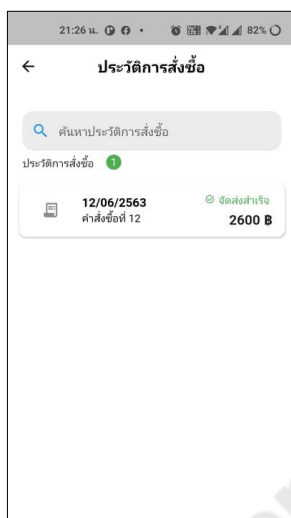 21:26 น. 82%
ประวัติการสั่งซื้อ
ค้นหาประวัติการสั่งซื้อ
ประวัติการสั่งซื้อ 1
12/06/2563 จัดส่งสำเร็จ
คำสั่งซื้อที่ 12 2600 ฿